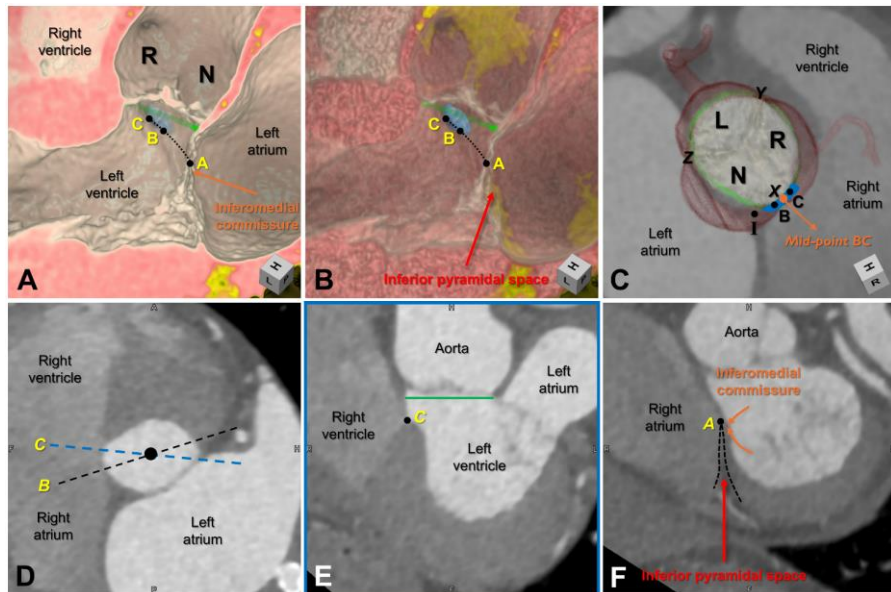 Right
ventricle
R
N
C
B
A
Left
ventricle
Left
atrium
Inferomedial
commissure
A
H
L
P
C
B
A
Inferior pyramidal space
B
H
L
P
Right
ventricle
Y
L
R
Z
N
X
C
B
I
Right
atrium
Left
atrium
Mid-point BC
C
H
R
A
Right
ventricle
C
B
F
H
Right
atrium
Left
atrium
D
P
H
Aorta
Left
atrium
Right
ventricle
C
Left
ventricle
E
F
H
Aorta
Inferomedial
commissure
Right
atrium
A
Inferior pyramidal space
F
F